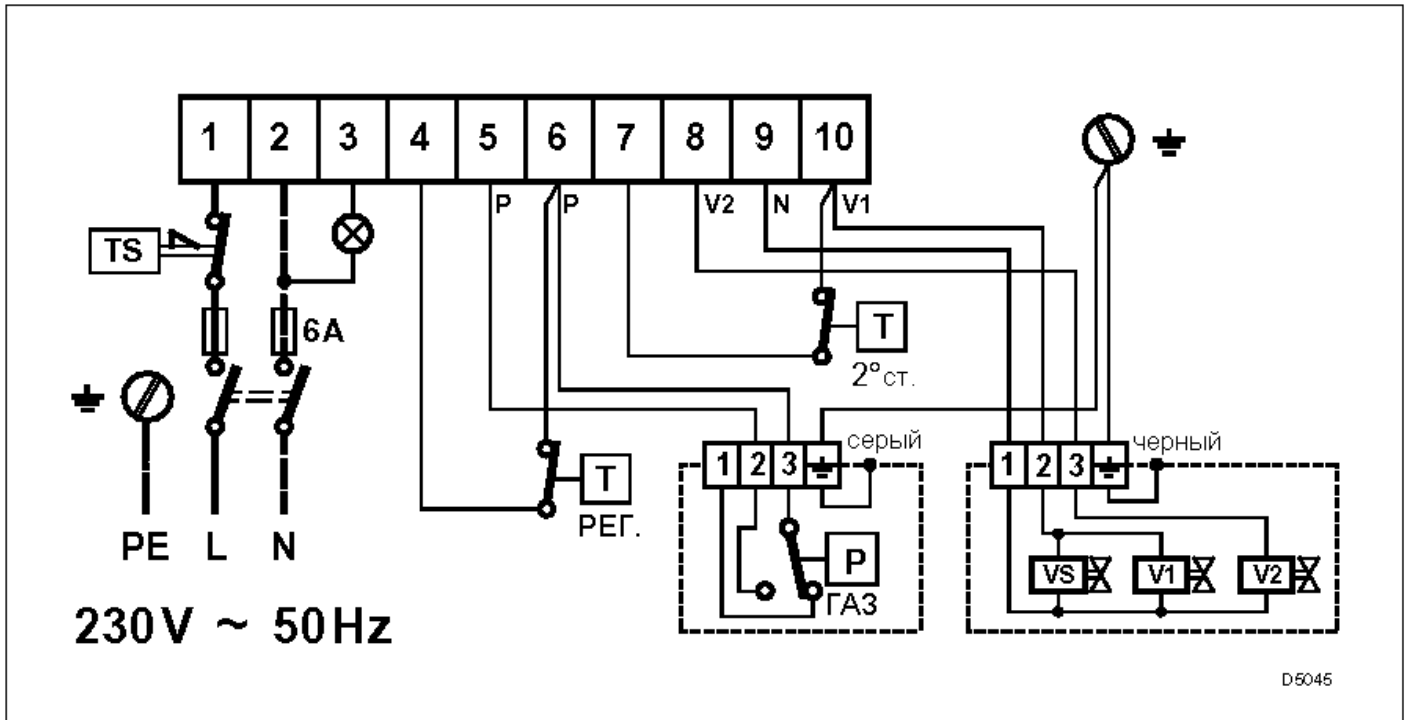 1 2 3 4 5 6 7 8 9 10
P P V2 N V1
TS
6A
T
2°ст.
серый
черный
1 2 3
1 2 3
T
РЕГ.
P
ГАЗ
VS V1 V2
PE L N
230V ~ 50Hz
D5045